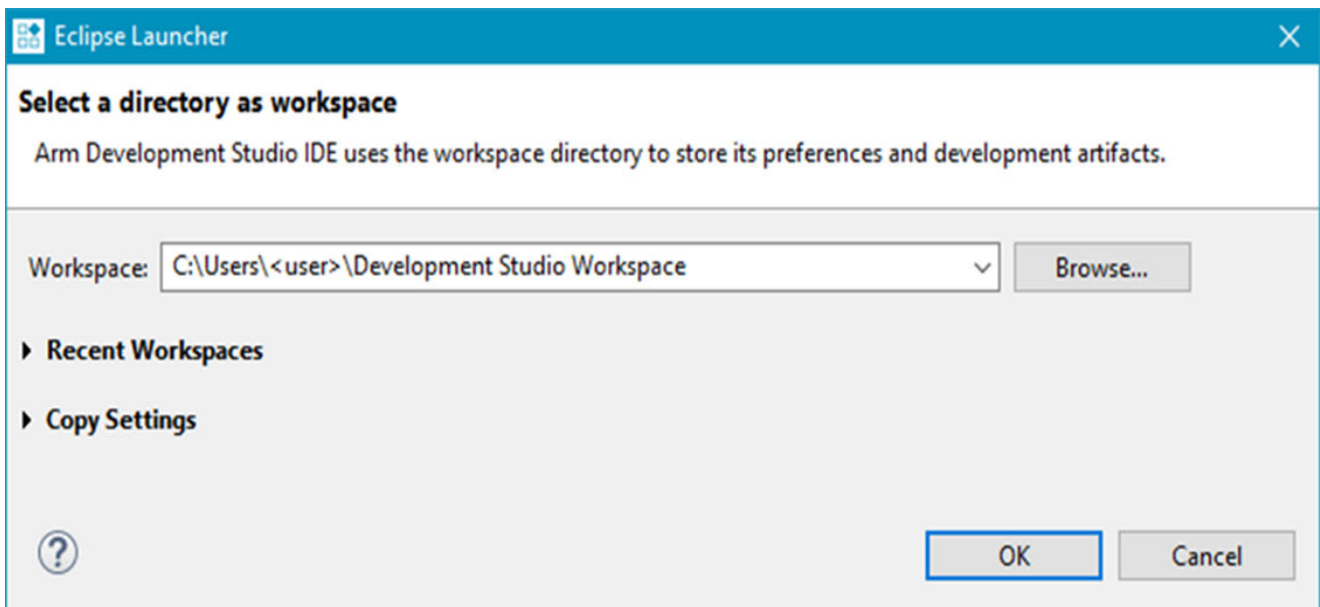 Eclipse Launcher
Select a directory as workspace
Arm Development Studio IDE uses the workspace directory to store its preferences and development artifacts.
Workspace: C:\Users\<user>\Development Studio Workspace Browse...
Recent Workspaces
Copy Settings
? OK Cancel